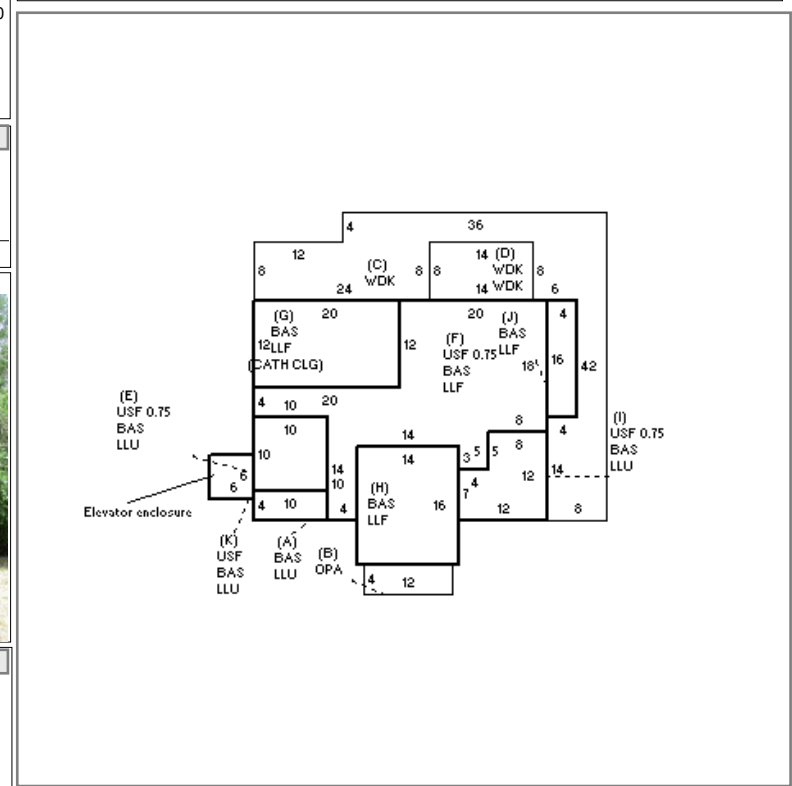 0
4
36
12
8
(C)
WDK
8
8
14
(D)
WDK
WDK
8
24
14
6
(G)
BAS
LLF
(CATH CLG)
20
12
12
20
(F)
USF 0.75
BAS
LLF
(J)
BAS
LLF
18
4
16
42
4
10
20
(E)
USF 0.75
BAS
LLU
10
10
14
14
14
8
8
3
5
5
4
7
12
12
4
14
(I)
USF 0.75
BAS
LLU
8
6
6
Elevator enclosure
10
4
4
10
(H)
BAS
LLF
16
(K)
USF
BAS
LLU
(A)
BAS
LLU
(B)
OPA
4
12